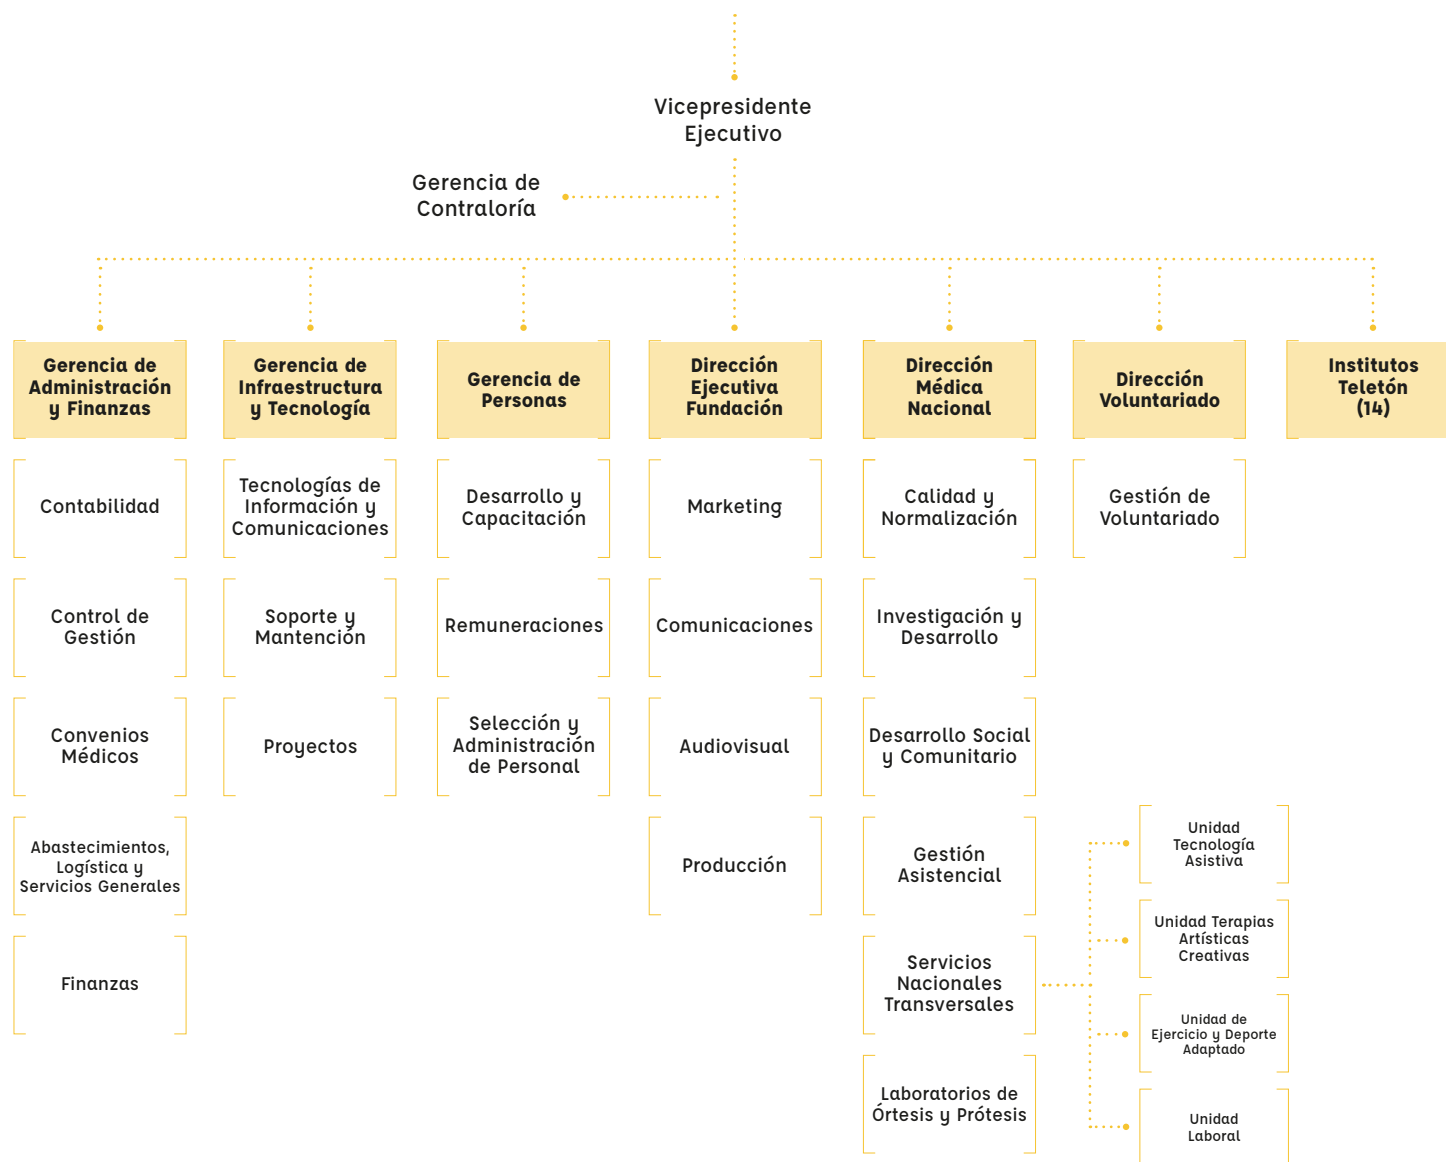 Vicepresidente
Ejecutivo
Gerencia de
Contraloría
Gerencia de
Administración
y Finanzas
Gerencia de
Infraestructura
y Tecnología
Gerencia de
Personas
Dirección
Ejecutiva
Fundación
Dirección
Médica
Nacional
Dirección
Voluntariado
Institutos
Teletón
(14)
Contabilidad
Tecnologías de
Información y
Comunicaciones
Desarrollo y
Capacitación
Marketing
Calidad y
Normalización
Gestión de
Voluntariado
Control de
Gestión
Soporte y
Mantención
Remuneraciones
Comunicaciones
Investigación y
Desarrollo
Convenios
Médicos
Proyectos
Selección y
Administración
de Personal
Audiovisual
Desarrollo Social
y Comunitario
Abastecimientos,
Logística y
Servicios Generales
Producción
Gestión
Asistencial
Unidad
Tecnología
Asistiva
Unidad Terapias
Artísticas
Creativas
Finanzas
Servicios
Nacionales
Transversales
Unidad de
Ejercicio y Deporte
Adaptado
Laboratorios de
Órtesis y Prótesis
Unidad
Laboral